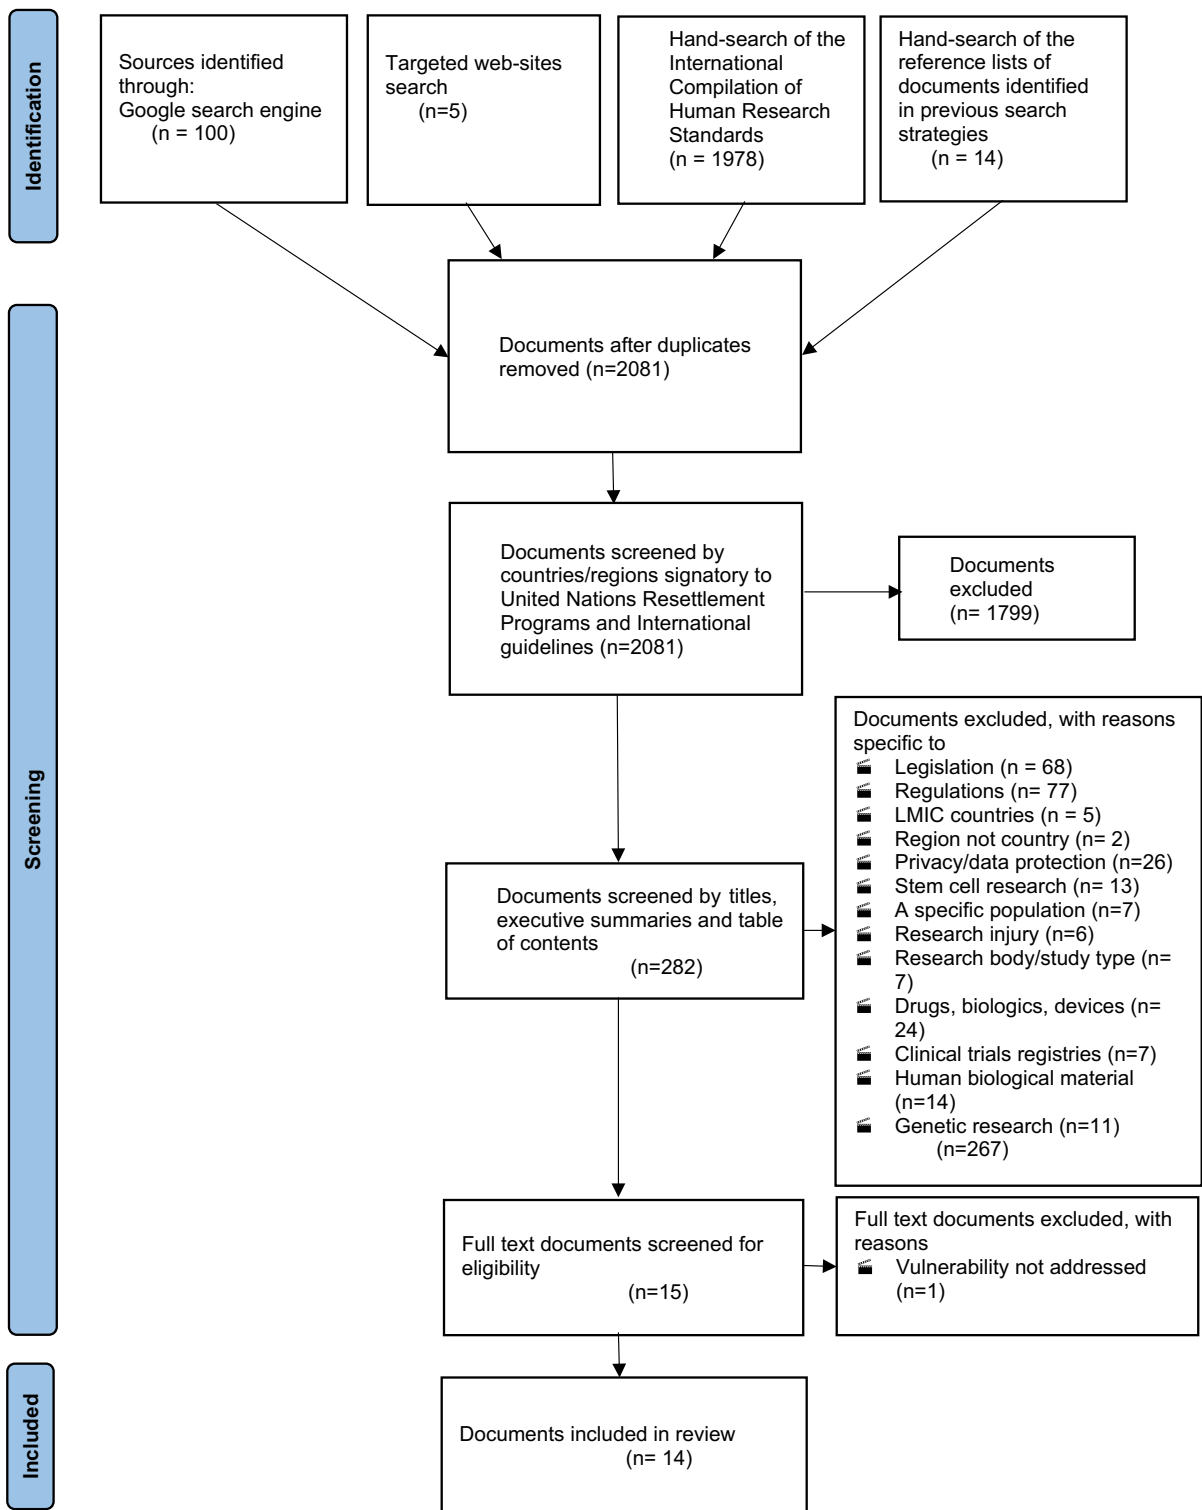 Identification
Sources identified
through:
Google search engine
(n = 100)
Targeted web-sites
search
(n=5)
Hand-search of the
International
Compilation of
Human Research
Standards
(n = 1978)
Hand-search of the
reference lists of
documents identified
in previous search
strategies
(n = 14)
Screening
Documents after duplicates
removed (n=2081)
Documents screened by
countries/regions signatory to
United Nations Resettlement
Programs and International
guidelines (n=2081)
Documents
excluded
(n= 1799)
Documents screened by titles,
executive summaries and table
of contents
(n=282)
Documents excluded, with reasons
specific to
Legislation (n = 68)
Regulations (n= 77)
LMIC countries (n = 5)
Region not country (n= 2)
Privacy/data protection (n=26)
Stem cell research (n= 13)
A specific population (n=7)
Research injury (n=6)
Research body/study type (n=
7)
Drugs, biologics, devices (n=
24)
Clinical trials registries (n=7)
Human biological material
(n=14)
Genetic research (n=11)
(n=267)
Full text documents screened for
eligibility
(n=15)
Full text documents excluded, with
reasons
Vulnerability not addressed
(n=1)
Included
Documents included in review
(n= 14)